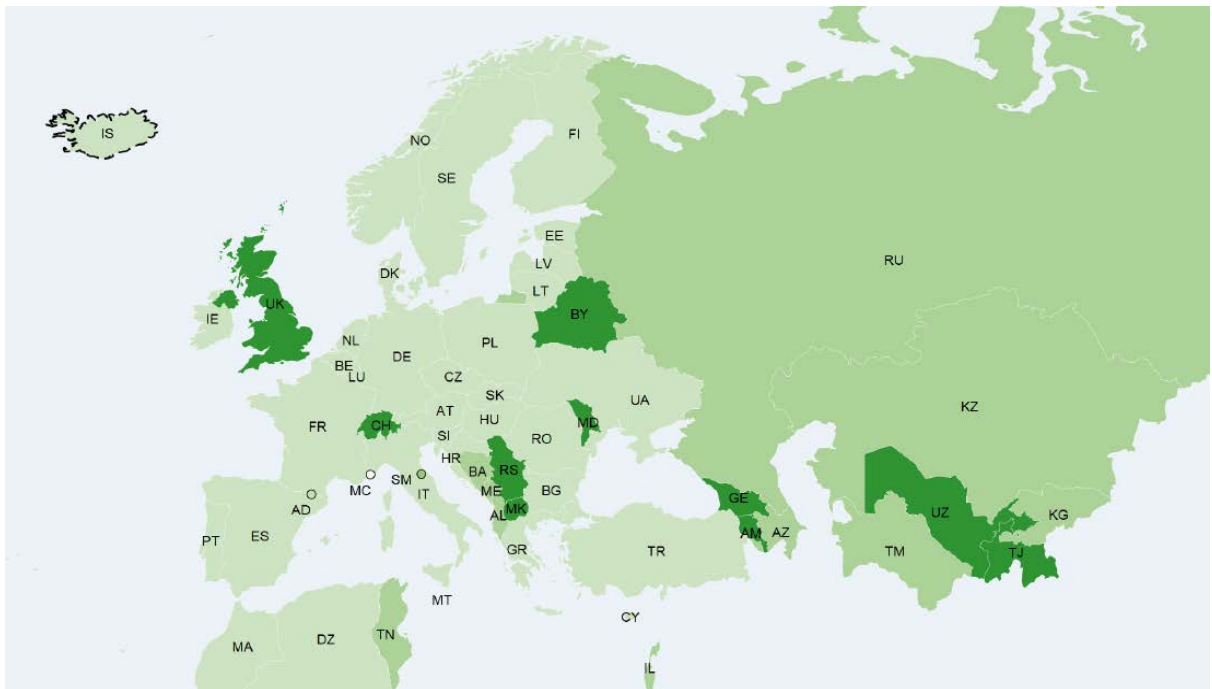 IS
NO
FI
SE
EE
RU
LV
DK
LT
UK
BY
IE
NL
PL
DE
BE
LU
CZ
SK
UA
KZ
AT
HU
MD
FR
CH
SI
RO
HR
BA
RS
SM
MC
IT
ME
BG
GE
MK
AD
AL
UZ
KG
AM
AZ
ES
PT
GR
TR
TM
TJ
MT
CY
TN
DZ
MA
IL